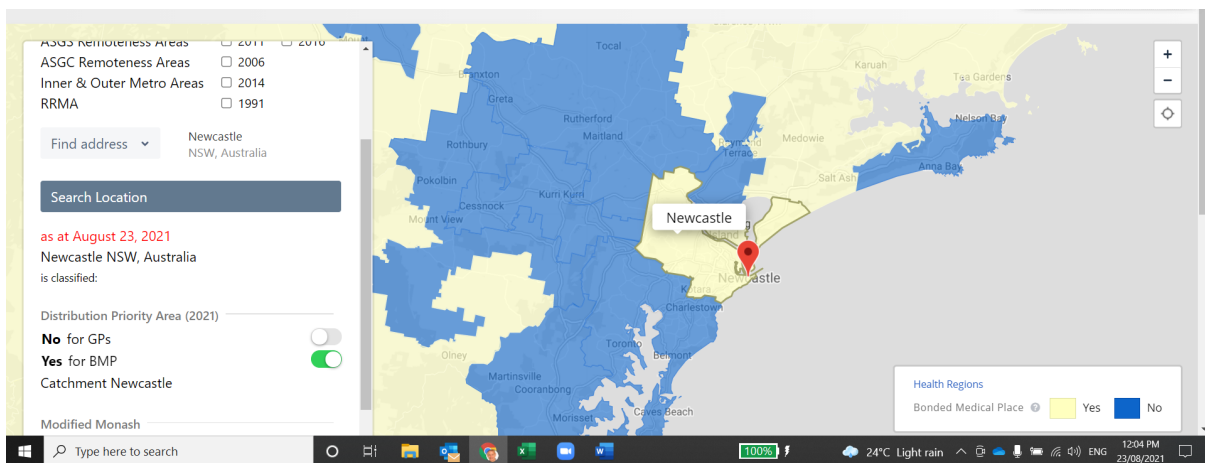 ASGS Remoteness Areas 2011 2016
ASGC Remoteness Areas 2006
Inner & Outer Metro Areas 2014
RRMA 1991
Find address
Newcastle
NSW, Australia
Search Location
as at August 23, 2021
Newcastle NSW, Australia
is classified:
Distribution Priority Area (2021)
No for GPs
Yes for BMP
Catchment Newcastle
Modified Monash
Tocal
Branxton
Greta
Rutherford
Maitland
Rothbury
Pokolbin
Kurri Kurri
Cessnock
Mount View
Karuah
Tea Gardens
Nelson Bay
Medowie
Raymond
Terrace
Anna Bay
Salt Ash
Newcastle
Newcastle
Kotara
Charlestown
Toronto
Belmont
Olney
Martinsville
Cooranbong
Morisset
Caves Beach
+
−
Health Regions
Bonded Medical Place ? Yes No
Type here to search
100%
24°C Light rain
ENG
12:04 PM
23/08/2021